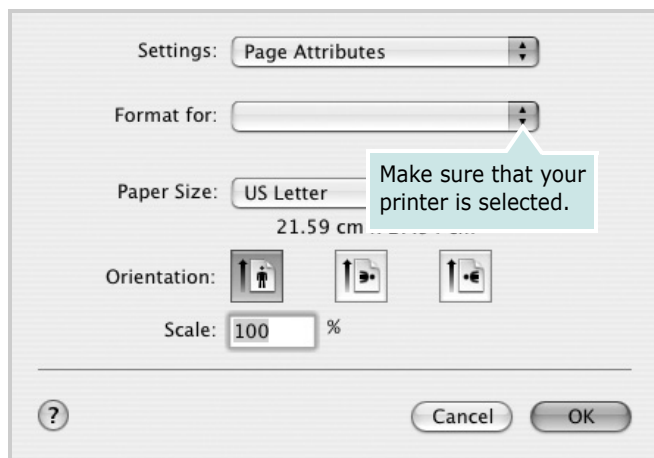 Settings: Page Attributes
Format for:
Make sure that your
printer is selected.
Paper Size: US Letter
21.59 cm
Orientation:
Scale: 100 %
? Cancel OK